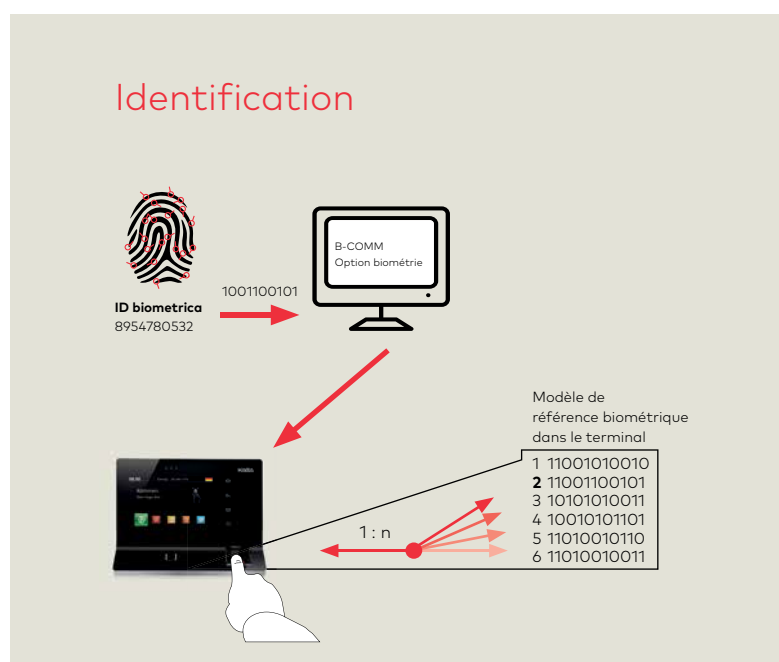 Identification
B-COMM
Option biométrie
1001100101
ID biometrica
8954780532
Modèle de
référence biométrique
dans le terminal
1 11001010010
2 11001100101
3 10101010011
4 10010101101
5 11010010110
6 11010010011
1 : n